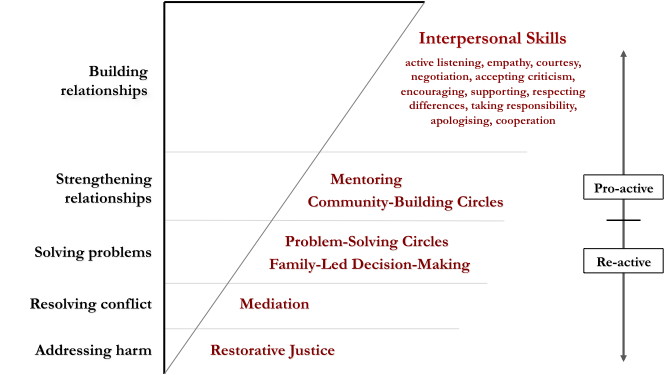 Interpersonal Skills
active listening, empathy, courtesy,
negotiation, accepting criticism,
encouraging, supporting, respecting
differences, taking responsibility,
apologising, cooperation
Building
relationships
Strengthening
relationships
Mentoring
Community-Building Circles
Pro-active
Solving problems
Problem-Solving Circles
Family-Led Decision-Making
Re-active
Resolving conflict
Mediation
Addressing harm
Restorative Justice